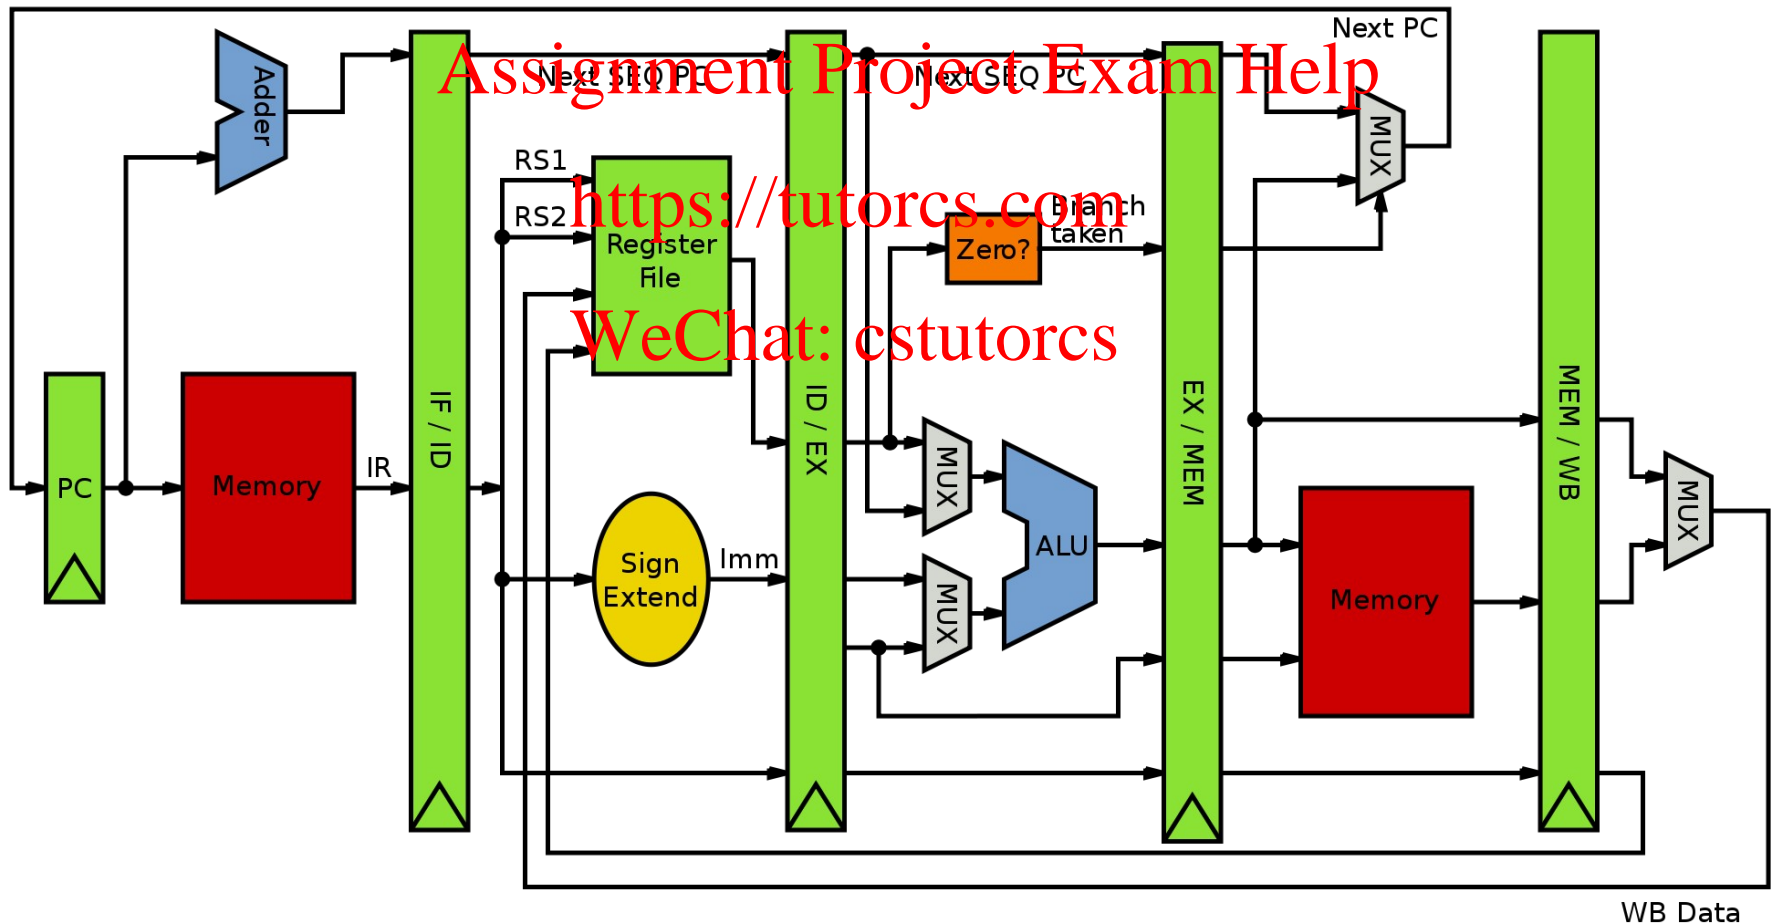 Next PC
Assignment Project Exam Help
Next SEQ PC
Next SEQ PC
Adder
MUX
RS1
https://tutorcs.com
RS2
Branch
taken
Register
File
Zero?
WeChat: cstutorcs
IF / ID
ID / EX
EX / MEM
MEM / WB
IR
PC
Memory
MUX
MUX
ALU
Imm
Sign
Extend
MUX
Memory
WB Data